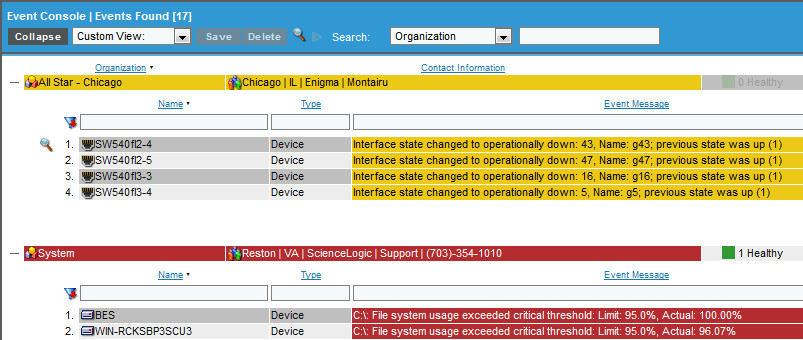 Event Console | Events Found [17]
Collapse Custom View: Save Delete Search: Organization
Organization Contact Information
All Star - Chicago Chicago | IL | Enigma | Montairu 0 Healthy
Name Type Event Message
1. SW540fl2-4 Device Interface state changed to operationally down: 43, Name: g43; previous state was up (1)
2. SW540fl2-5 Device Interface state changed to operationally down: 47, Name: g47; previous state was up (1)
3. SW540fl3-3 Device Interface state changed to operationally down: 16, Name: g16; previous state was up (1)
4. SW540fl3-4 Device Interface state changed to operationally down: 5, Name: g5; previous state was up (1)
System Reston | VA | ScienceLogic | Support | (703)-354-1010 1 Healthy
Name Type Event Message
1. BES Device C:\: File system usage exceeded critical threshold: Limit: 95.0%, Actual: 100.00%
2. WIN-RCKSBP3SCU3 Device C:\: File system usage exceeded critical threshold: Limit: 95.0%, Actual: 96.07%